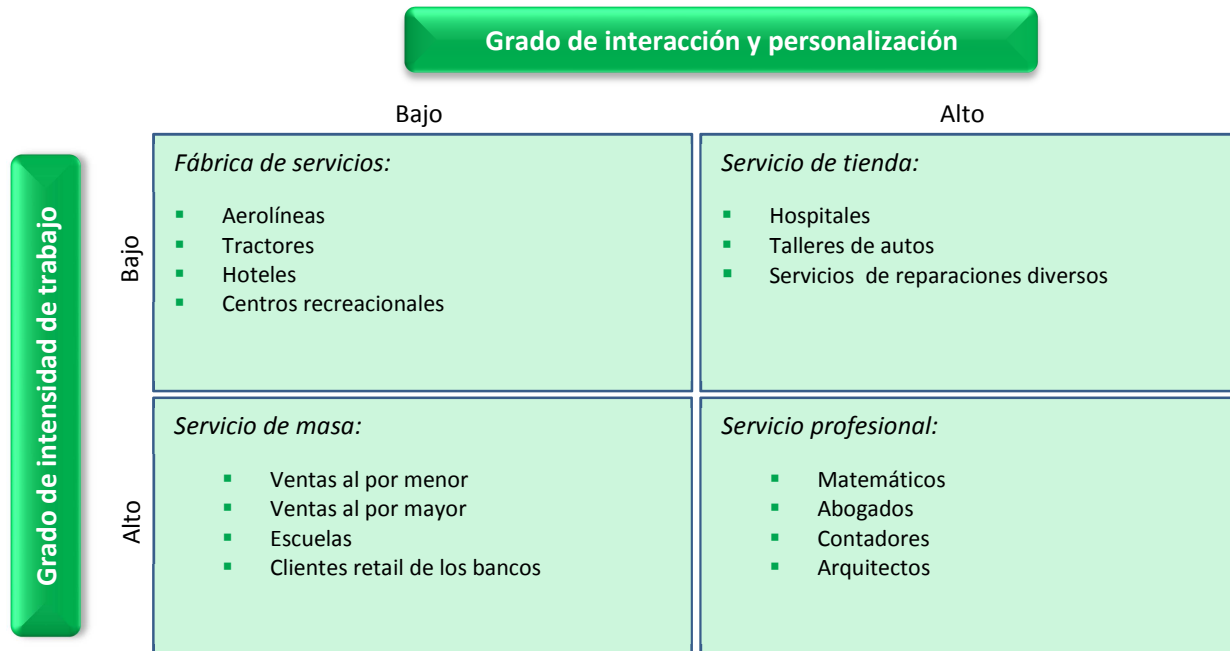 Grado de interacción y personalización
Bajo
Alto
Grado de intensidad de trabajo
Bajo
Fábrica de servicios:
Aerolíneas
Tractores
Hoteles
Centros recreacionales
Servicio de tienda:
Hospitales
Talleres de autos
Servicios de reparaciones diversos
Alto
Servicio de masa:
Ventas al por menor
Ventas al por mayor
Escuelas
Clientes retail de los bancos
Servicio profesional:
Matemáticos
Abogados
Contadores
Arquitectos